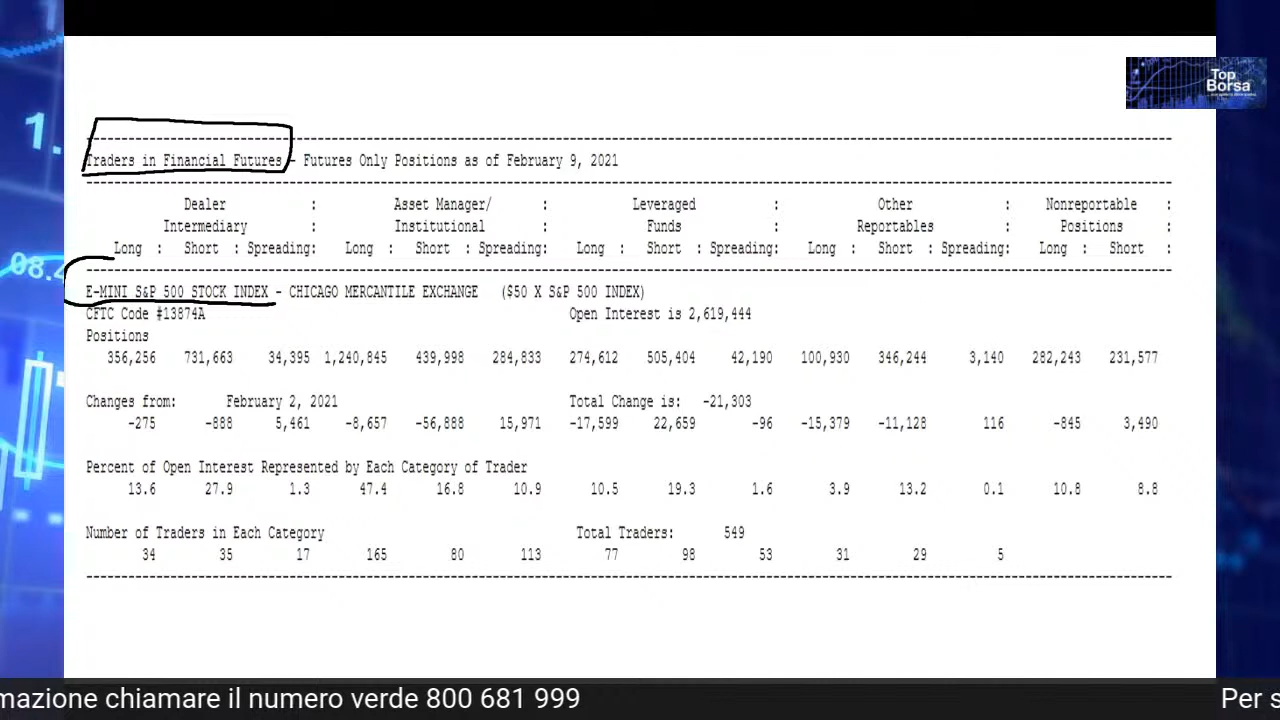 1.
08.4
Top
Borsa
Traders in Financial Futures - Futures Only Positions as of February 9, 2021
Dealer : Asset Manager/ : Leveraged : Other : Nonreportable :
Intermediary : Institutional : Funds : Reportables : Positions :
Long : Short : Spreading: Long : Short : Spreading: Long : Short : Spreading: Long : Short : Spreading: Long : Short :
E-MINI S&P 500 STOCK INDEX - CHICAGO MERCANTILE EXCHANGE ($50 X S&P 500 INDEX)
CFTC Code #13874A Open Interest is 2,619,444
Positions
356,256 731,663 34,395 1,240,845 439,998 284,833 274,612 505,404 42,190 100,930 346,244 3,140 282,243 231,577
Changes from: February 2, 2021 Total Change is: -21,303
-275 -888 5,461 -8,657 -56,888 15,971 -17,599 22,659 -96 -15,379 -11,128 116 -845 3,490
Percent of Open Interest Represented by Each Category of Trader
13.6 27.9 1.3 47.4 16.8 10.9 10.5 19.3 1.6 3.9 13.2 0.1 10.8 8.8
Number of Traders in Each Category Total Traders: 549
34 35 17 165 80 113 77 98 53 31 29 5
mazione chiamare il numero verde 800 681 999 Per s